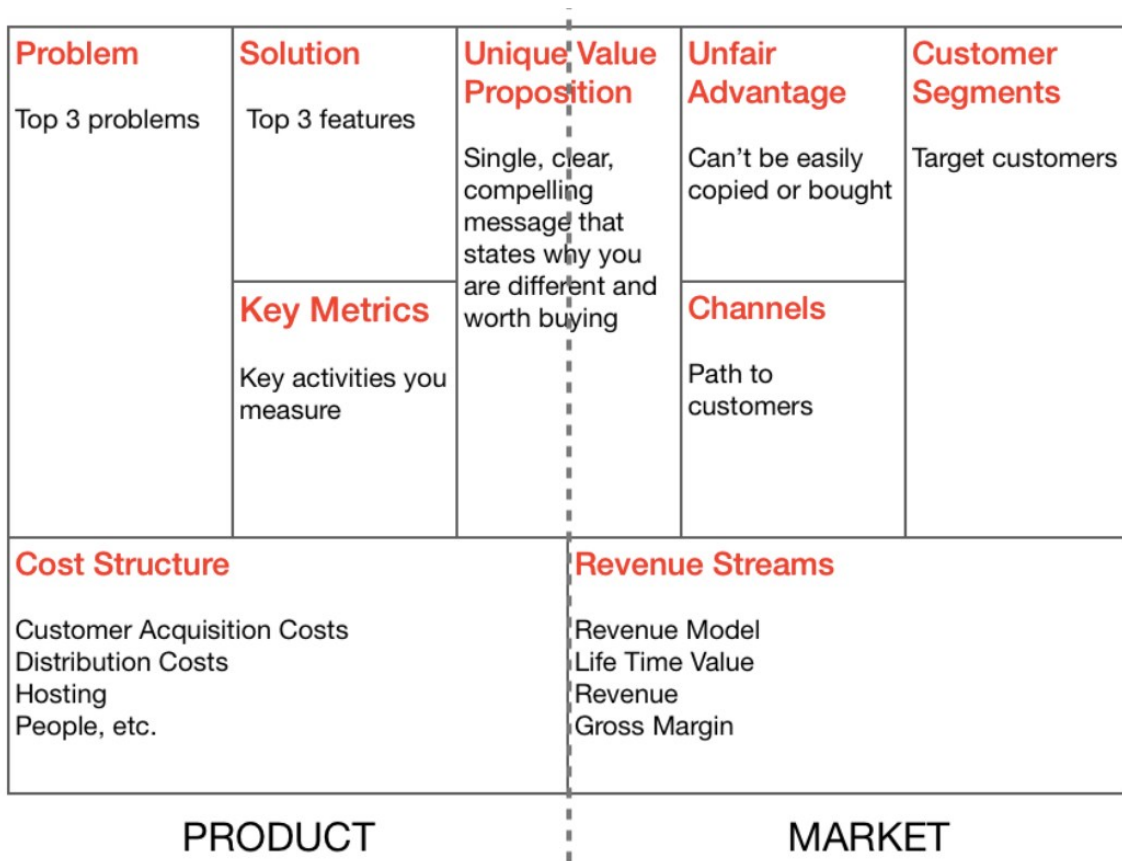 Problem
Top 3 problems
Solution
Top 3 features
Key Metrics
Key activities you
measure
Unique Value
Proposition
Single, clear,
compelling
message that
states why you
are different and
worth buying
Unfair
Advantage
Can't be easily
copied or bought
Channels
Path to
customers
Customer
Segments
Target customers
Cost Structure
Customer Acquisition Costs
Distribution Costs
Hosting
People, etc.
Revenue Streams
Revenue Model
Life Time Value
Revenue
Gross Margin
PRODUCT
MARKET